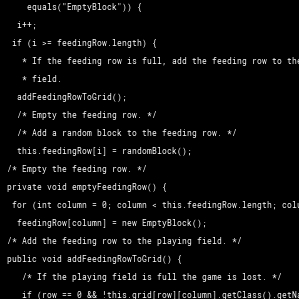 equals("EmptyBlock")) {
i++;
if (i >= feedingRow.length) {
* If the feeding row is full, add the feeding row to the
* field.
addFeedingRowToGrid();
/* Empty the feeding row. */
/* Add a random block to the feeding row. */
this.feedingRow[i] = randomBlock();
/* Empty the feeding row. */
private void emptyFeedingRow() {
for (int column = 0; column < this.feedingRow.length; colu
feedingRow[column] = new EmptyBlock();
/* Add the feeding row to the playing field. */
public void addFeedingRowToGrid() {
/* If the playing field is full the game is lost. */
if (row == 0 && !this.grid[row][column].getClass().getNa